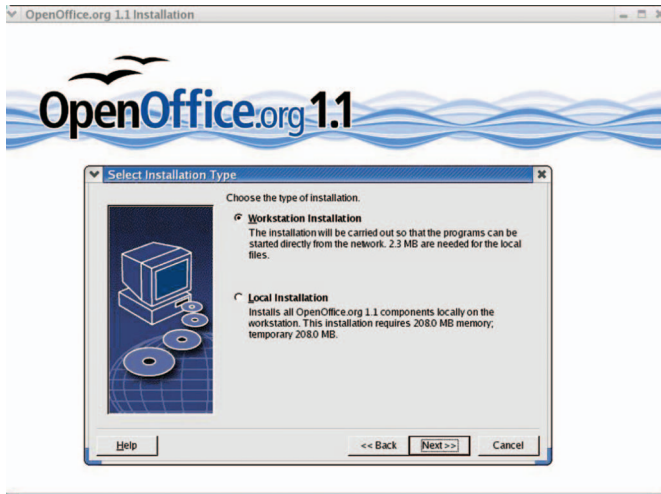 OpenOffice.org 1.1 Installation
OpenOffice.org 1.1
Select Installation Type
Choose the type of installation.
Workstation Installation
The installation will be carried out so that the programs can be
started directly from the network. 2.3 MB are needed for the local
files.
Local Installation
Installs all OpenOffice.org 1.1 components locally on the
workstation. This installation requires 208.0 MB memory;
temporary 208.0 MB.
Help
<< Back
Next >>
Cancel